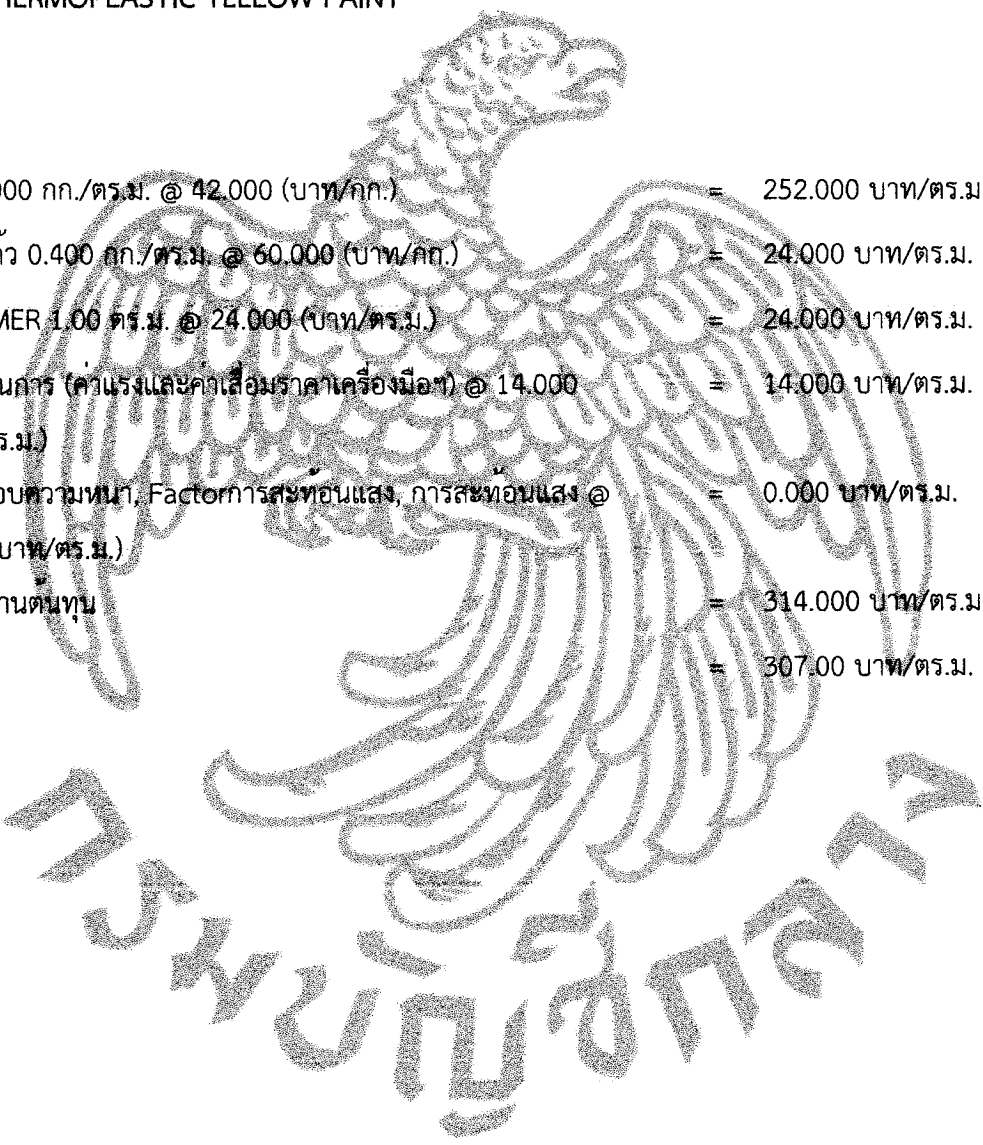 HERMOPLASTIC YELLOW PAINT
000 กก./ตร.ม. @ 42.000 (บาท/กก.) = 252.000 บาท/ตร.ม
้ว 0.400 กก./ตร.ม. @ 60.000 (บาท/กก.) = 24.000 บาท/ตร.ม.
MER 1.00 ตร.ม. @ 24.000 (บาท/ตร.ม.) = 24.000 บาท/ตร.ม.
นการ (ค่าแรงและค่าเสื่อมราคาเครื่องมือฯ) @ 14.000 = 14.000 บาท/ตร.ม.
ร.ม.)
อบความหนา, Factorการสะท้อนแสง, การสะท้อนแสง @ = 0.000 บาท/ตร.ม.
บาท/ตร.ม.)
านต้นทุน = 314.000 บาท/ตร.ม
= 307.00 บาท/ตร.ม.
กรมบัญชีกลาง